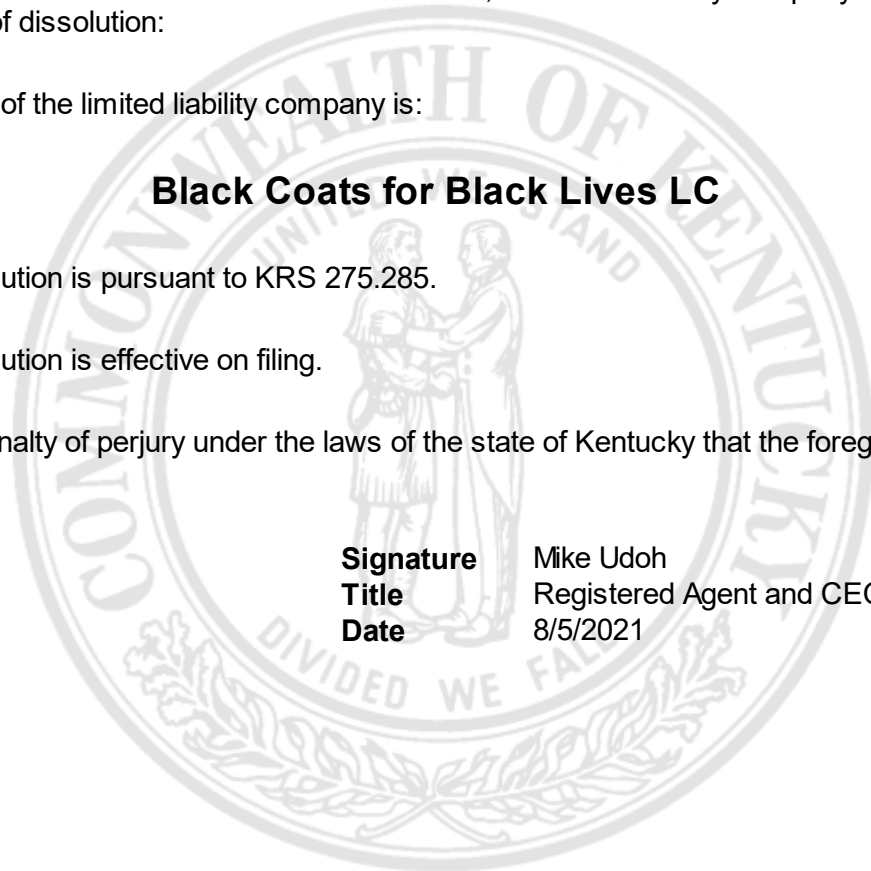 of dissolution:
of the limited liability company is:
Black Coats for Black Lives LC
ution is pursuant to KRS 275.285.
ution is effective on filing.
nalty of perjury under the laws of the state of Kentucky that the foreg
Signature Mike Udoh
Title Registered Agent and CEO
Date 8/5/2021
COMMONWEALTH OF KENTUCKY
UNITED WE STAND
DIVIDED WE FALL